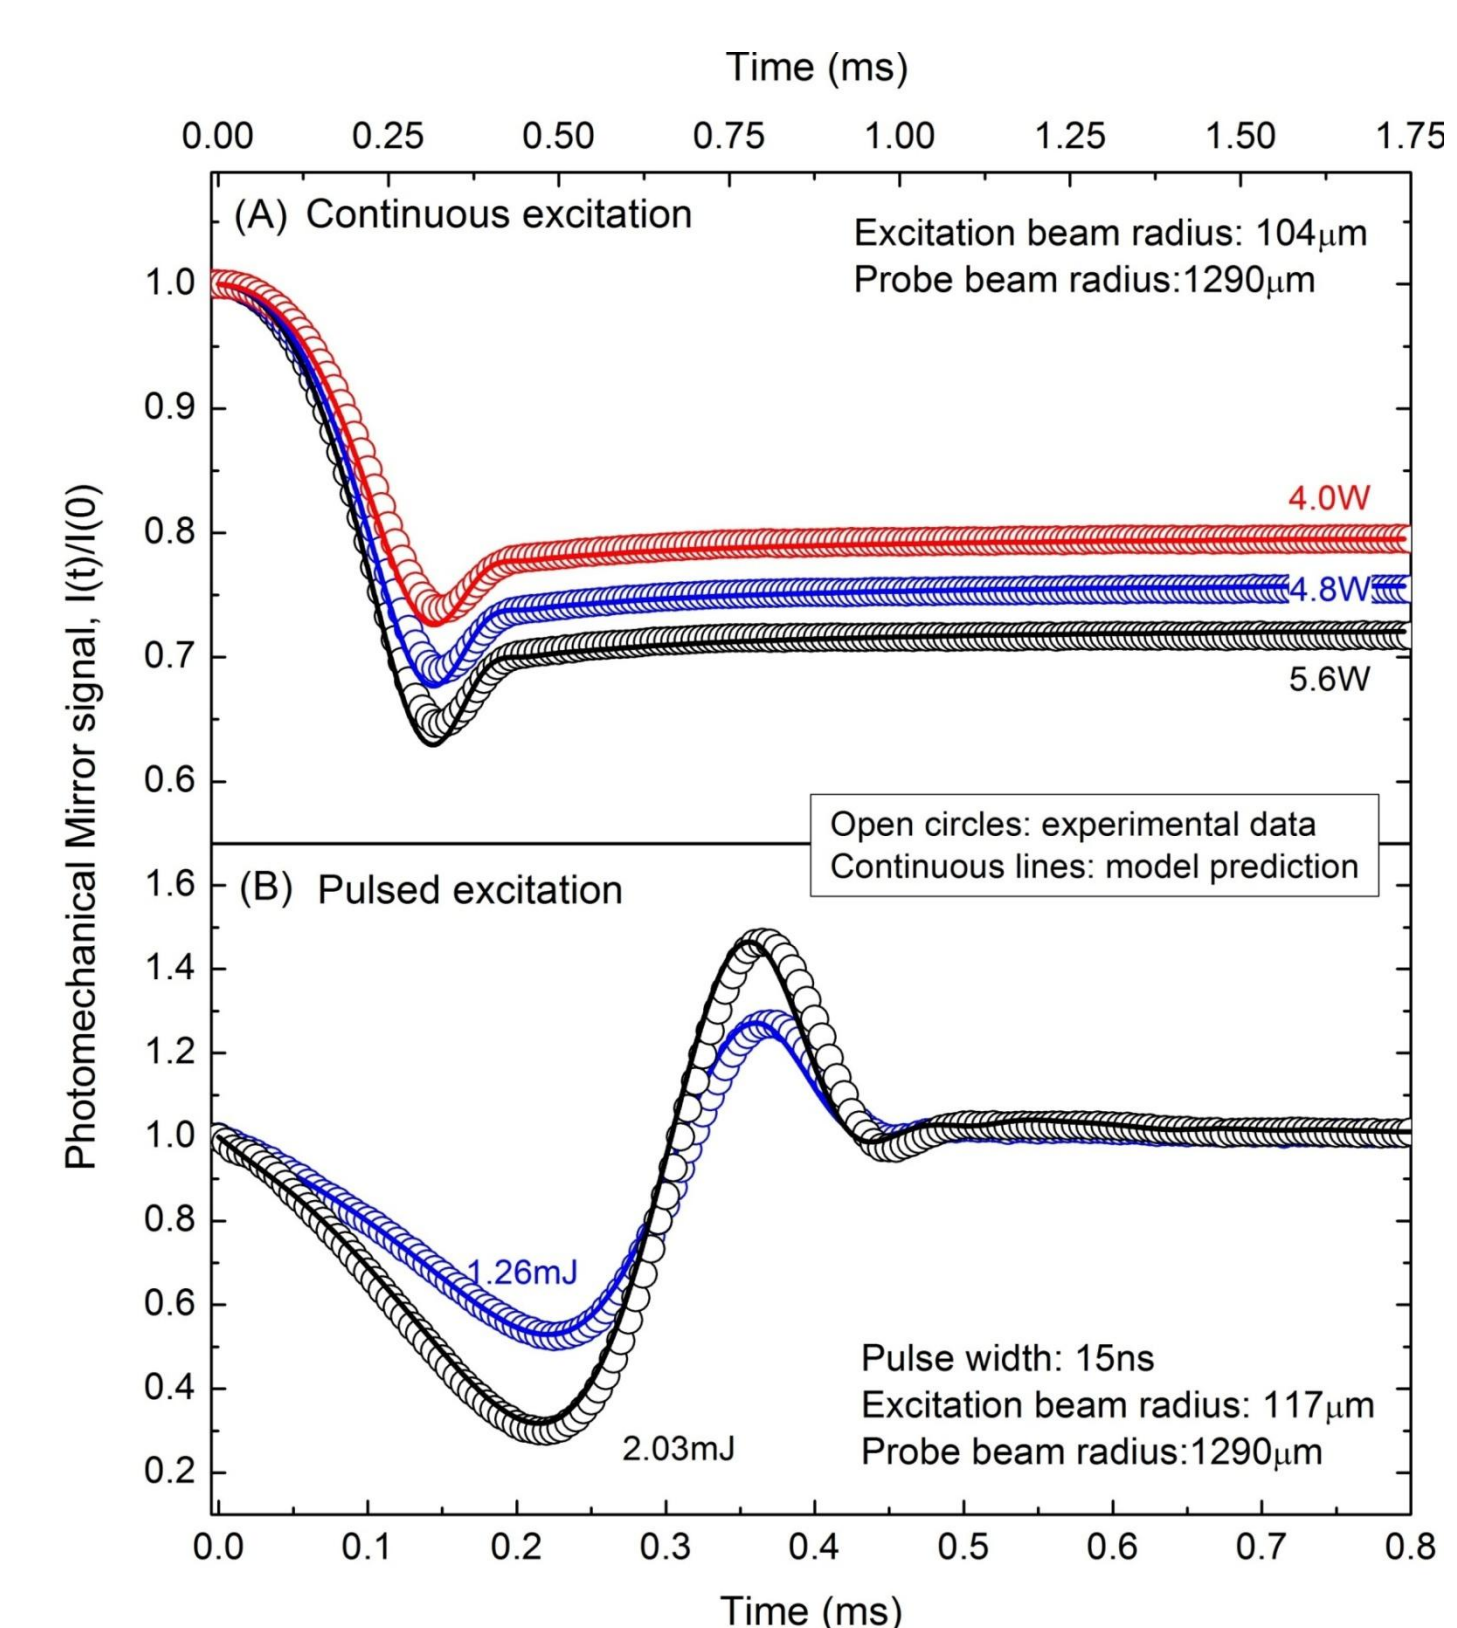 Time (ms)
0.00 0.25 0.50 0.75 1.00 1.25 1.50 1.75
(A) Continuous excitation
Excitation beam radius: 104μm
Probe beam radius:1290μm
1.0
0.9
0.8
0.7
0.6
4.0W
4.8W
5.6W
Photomechanical Mirror signal, I(t)/I(0)
Open circles: experimental data
Continuous lines: model prediction
(B) Pulsed excitation
1.6
1.4
1.2
1.0
0.8
0.6
0.4
0.2
1.26mJ
2.03mJ
Pulse width: 15ns
Excitation beam radius: 117μm
Probe beam radius:1290μm
0.0 0.1 0.2 0.3 0.4 0.5 0.6 0.7 0.8
Time (ms)